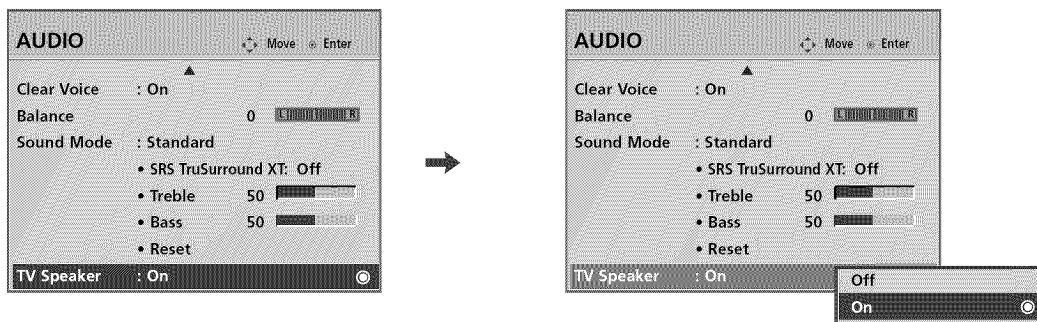 AUDIO
Move Enter
Clear Voice : On
Balance 0 L R
Sound Mode : Standard
• SRS TruSurround XT: Off
• Treble 50
• Bass 50
• Reset
TV Speaker : On
AUDIO
Move Enter
Clear Voice : On
Balance 0 L R
Sound Mode : Standard
• SRS TruSurround XT: Off
• Treble 50
• Bass 50
• Reset
TV Speaker : On
Off
On